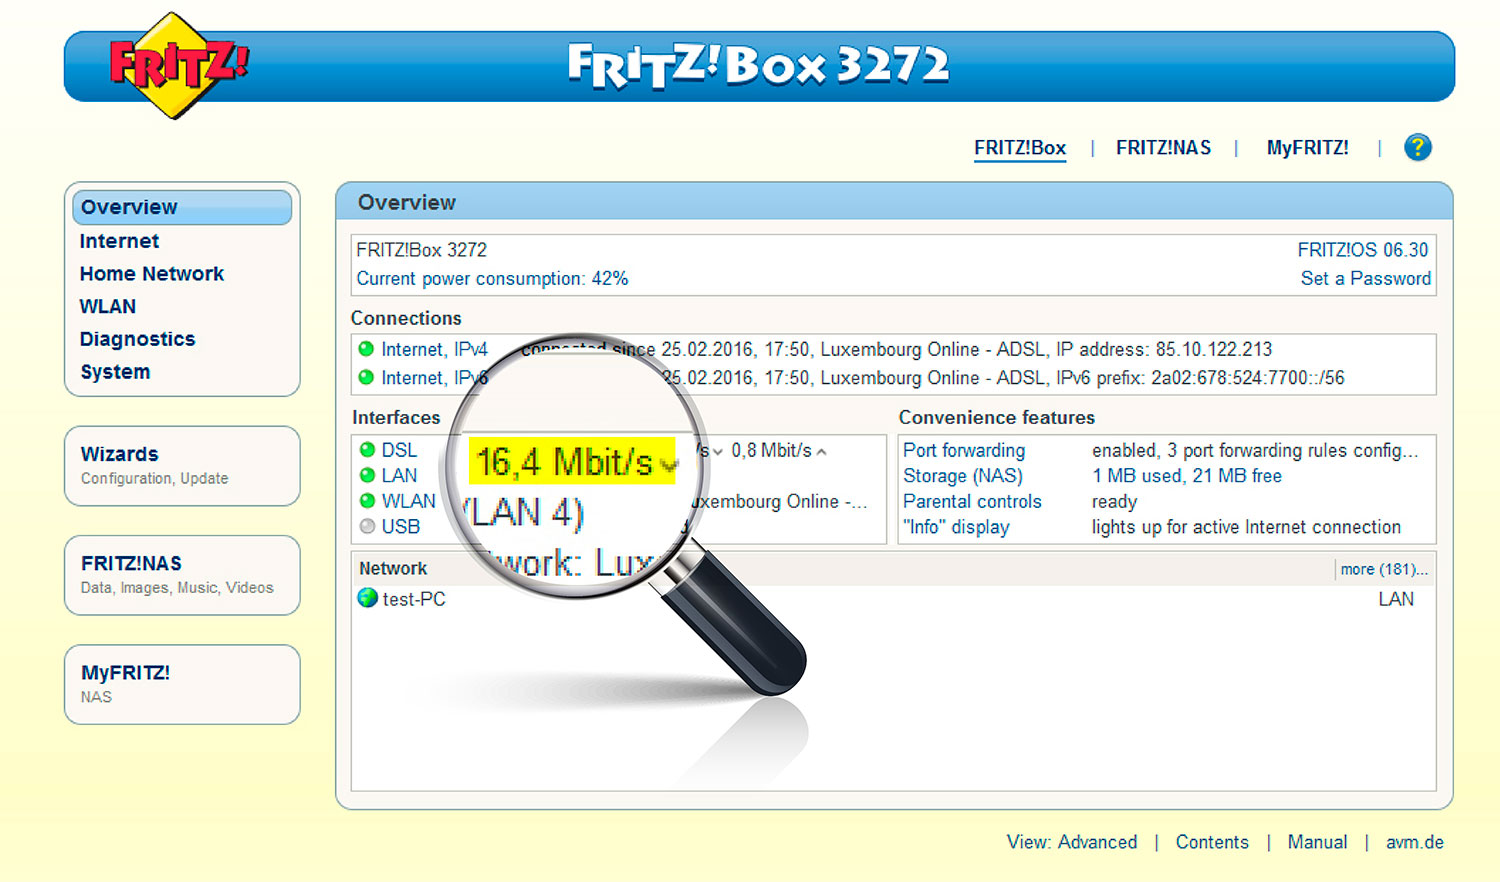 FRITZ!
FRITZ!Box 3272
FRITZ!Box | FRITZ!NAS | MyFRITZ! | ?
Overview
Internet
Home Network
WLAN
Diagnostics
System
Wizards
Configuration, Update
FRITZ!NAS
Data, Images, Music, Videos
MyFRITZ!
NAS
Overview
FRITZ!Box 3272 FRITZ!OS 06.30
Current power consumption: 42% Set a Password
Connections
Internet, IPv4 connected since 25.02.2016, 17:50, Luxembourg Online - ADSL, IP address: 85.10.122.213
Internet, IPv6 25.02.2016, 17:50, Luxembourg Online - ADSL, IPv6 prefix: 2a02:678:524:7700::/56
Interfaces
DSL 16,4 Mbit/s /s 0,8 Mbit/s
LAN (LAN 4)
WLAN work: Lux uxembourg Online -...
USB
Convenience features
Port forwarding enabled, 3 port forwarding rules config...
Storage (NAS) 1 MB used, 21 MB free
Parental controls ready
"Info" display lights up for active Internet connection
Network more (181)...
test-PC LAN
View: Advanced | Contents | Manual | avm.de